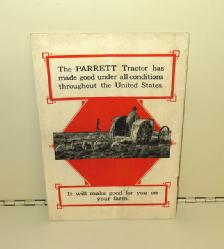 The PARRETT Tractor has
made good under all conditions
throughout the United States.
It will make good for you on
your farm.